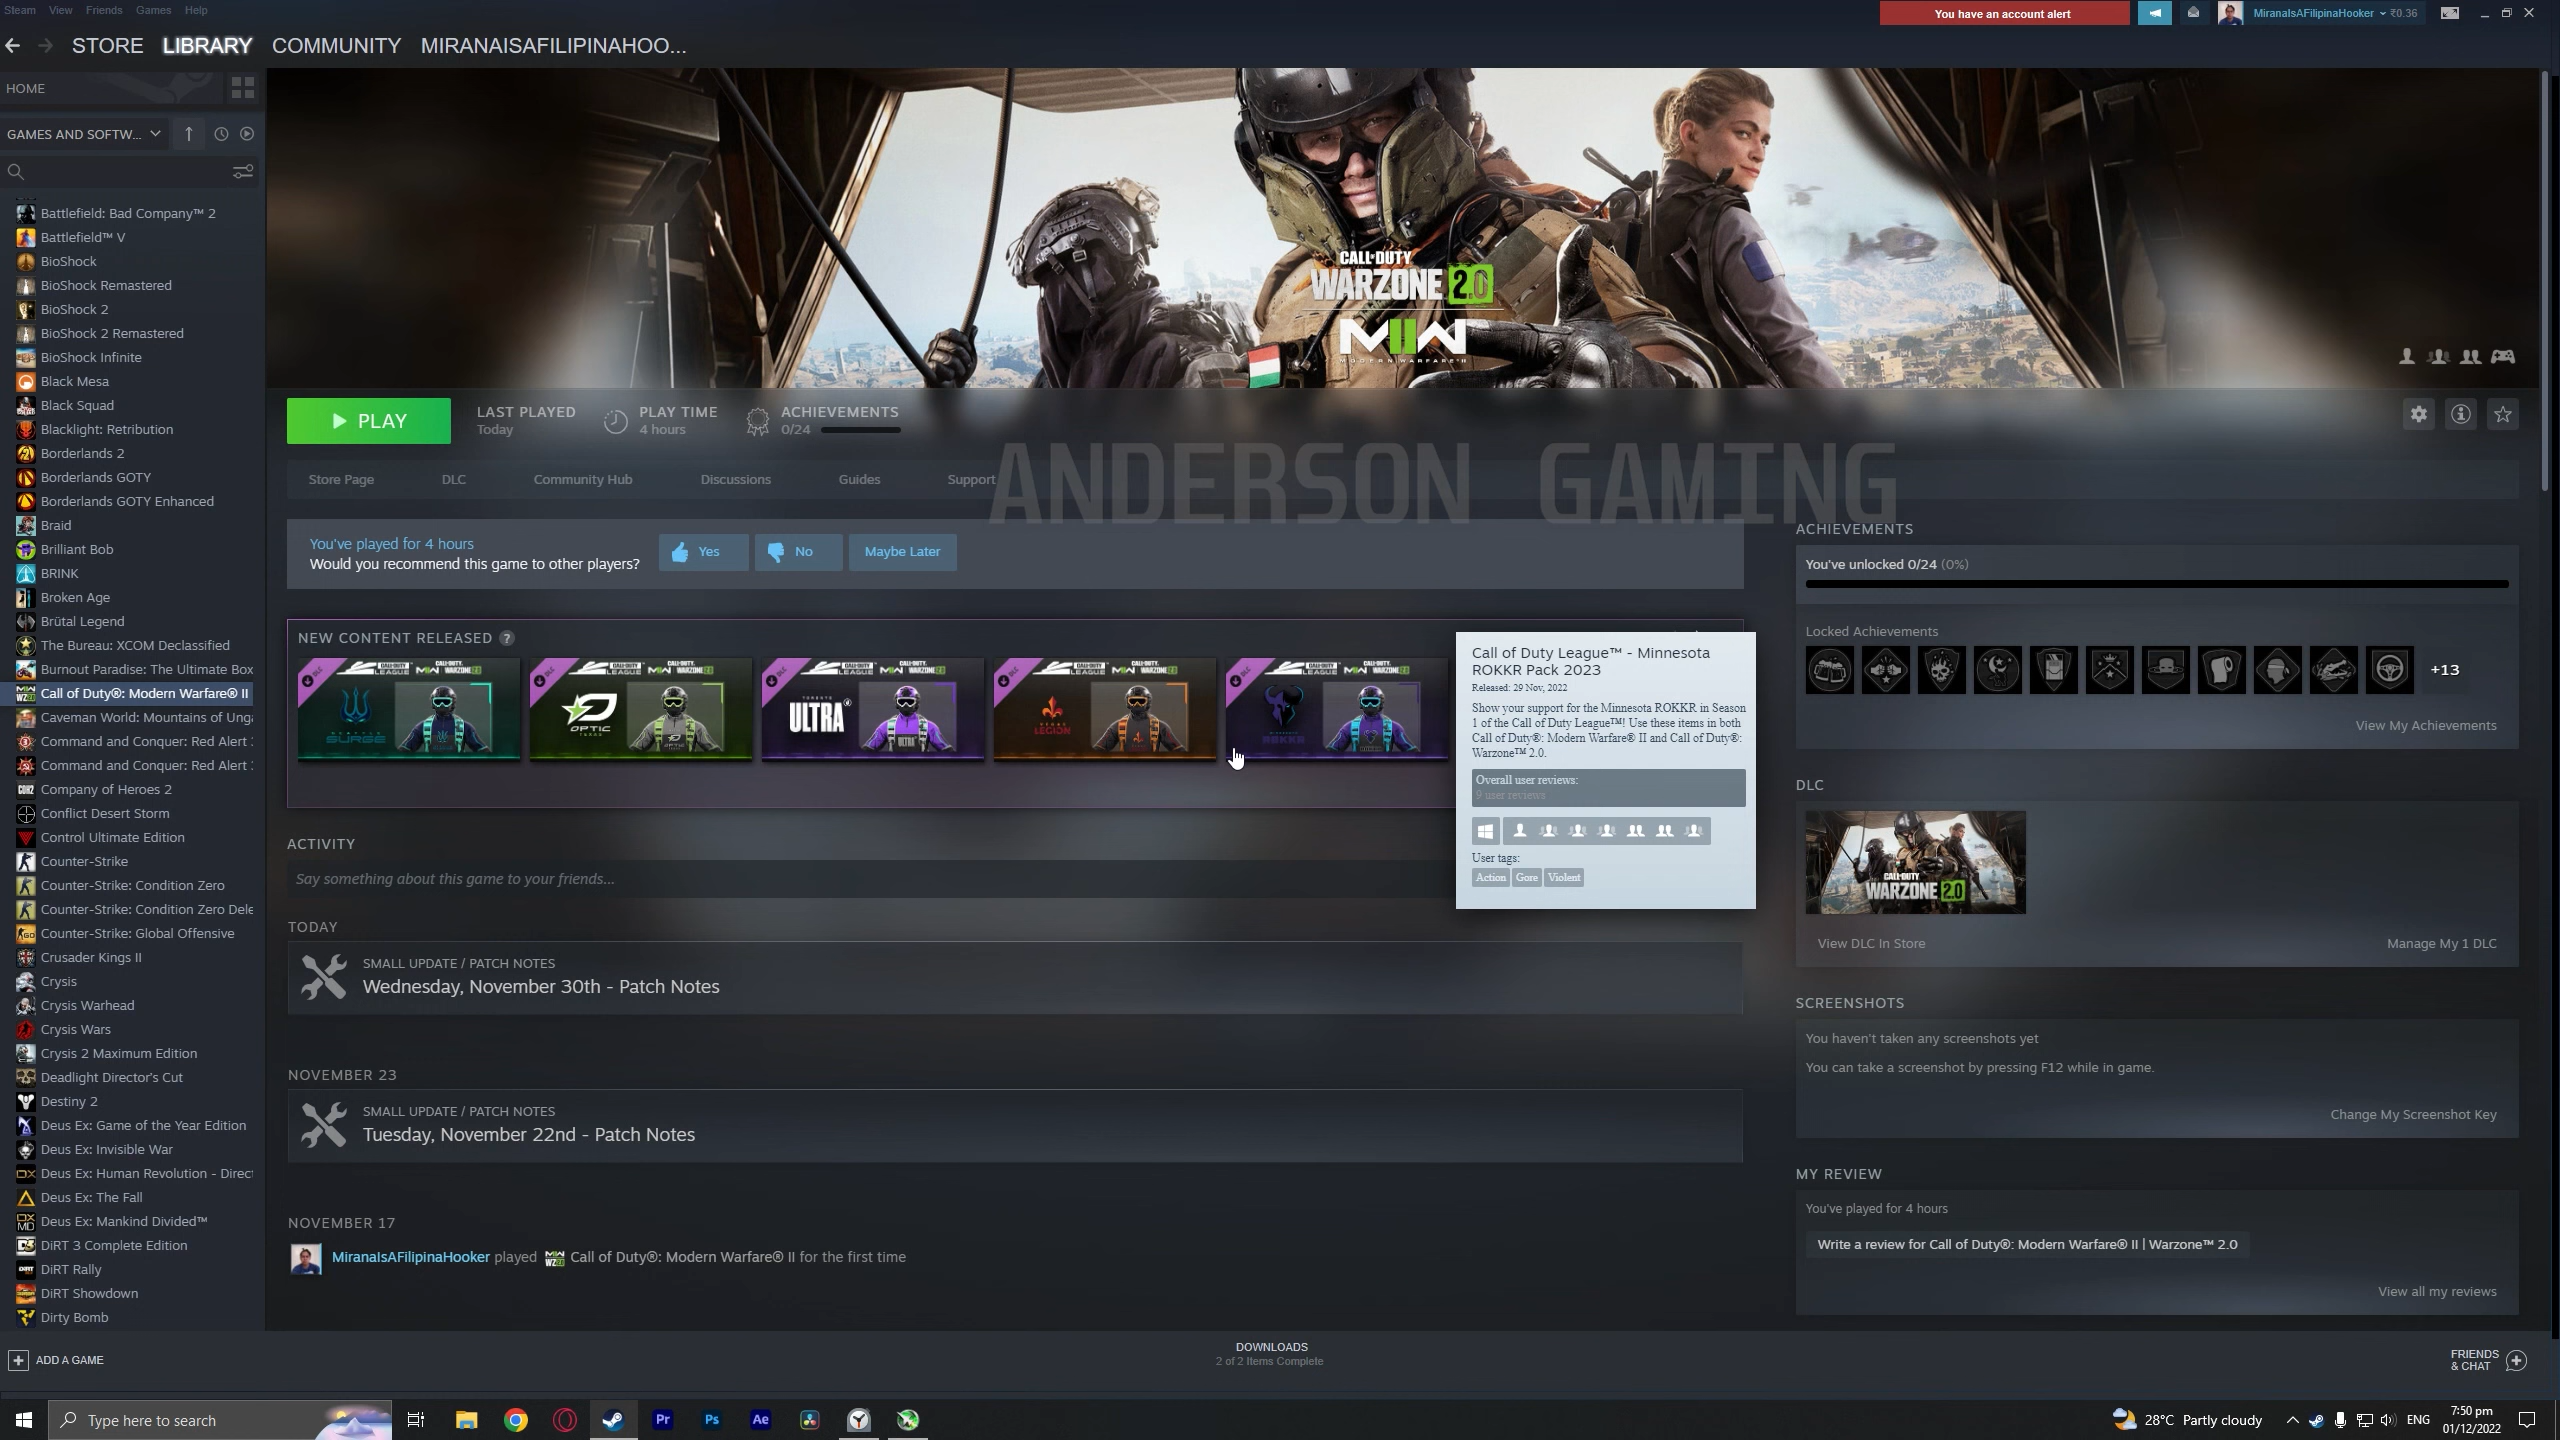 Steam View Friends Games Help
You have an account alert
MiranaIsAFilipinaHooker ₹0.36
STORE LIBRARY COMMUNITY MIRANAISAFILIPINAHOO...
HOME
GAMES AND SOFTW...
Battlefield: Bad Company™ 2
Battlefield™ V
BioShock
BioShock Remastered
BioShock 2
BioShock 2 Remastered
BioShock Infinite
Black Mesa
Black Squad
Blacklight: Retribution
Borderlands 2
Borderlands GOTY
Borderlands GOTY Enhanced
Braid
Brilliant Bob
BRINK
Broken Age
Brütal Legend
The Bureau: XCOM Declassified
Burnout Paradise: The Ultimate Box
Call of Duty®: Modern Warfare® II
Caveman World: Mountains of Unga
Command and Conquer: Red Alert
Command and Conquer: Red Alert
Company of Heroes 2
Conflict Desert Storm
Control Ultimate Edition
Counter-Strike
Counter-Strike: Condition Zero
Counter-Strike: Condition Zero Dele
Counter-Strike: Global Offensive
Crusader Kings II
Crysis
Crysis Warhead
Crysis Wars
Crysis 2 Maximum Edition
Deadlight Director's Cut
Destiny 2
Deus Ex: Game of the Year Edition
Deus Ex: Invisible War
Deus Ex: Human Revolution - Direct
Deus Ex: The Fall
Deus Ex: Mankind Divided™
DiRT 3 Complete Edition
DiRT Rally
DiRT Showdown
Dirty Bomb
ADD A GAME
CALL OF DUTY
WARZONE 2.0
MWII
MODERN WARFARE II
PLAY
LAST PLAYED
Today
PLAY TIME
4 hours
ACHIEVEMENTS
0/24
ANDERSON GAMING
Store Page DLC Community Hub Discussions Guides Support
You've played for 4 hours
Would you recommend this game to other players?
Yes No Maybe Later
NEW CONTENT RELEASED ?
SURGE
OPTIC
ULTRA
LEGION
ROKKR
Call of Duty League™ - Minnesota
ROKKR Pack 2023
Released: 29 Nov, 2022
Show your support for the Minnesota ROKKR in Season
1 of the Call of Duty League™! Use these items in both
Call of Duty®: Modern Warfare® II and Call of Duty®:
Warzone™ 2.0.
Overall user reviews:
9 user reviews
User tags:
Action Gore Violent
ACTIVITY
Say something about this game to your friends...
TODAY
SMALL UPDATE / PATCH NOTES
Wednesday, November 30th - Patch Notes
NOVEMBER 23
SMALL UPDATE / PATCH NOTES
Tuesday, November 22nd - Patch Notes
NOVEMBER 17
MiranaIsAFilipinaHooker played Call of Duty®: Modern Warfare® II for the first time
ACHIEVEMENTS
You've unlocked 0/24 (0%)
Locked Achievements
+13
View My Achievements
DLC
CALL OF DUTY
WARZONE 2.0
View DLC In Store
Manage My 1 DLC
SCREENSHOTS
You haven't taken any screenshots yet
You can take a screenshot by pressing F12 while in game.
Change My Screenshot Key
MY REVIEW
You've played for 4 hours
Write a review for Call of Duty®: Modern Warfare® II | Warzone™ 2.0
View all my reviews
DOWNLOADS
2 of 2 Items Complete
FRIENDS
& CHAT
Type here to search
Pr Ps Ae
28°C Partly cloudy
ENG
7:50 pm
01/12/2022